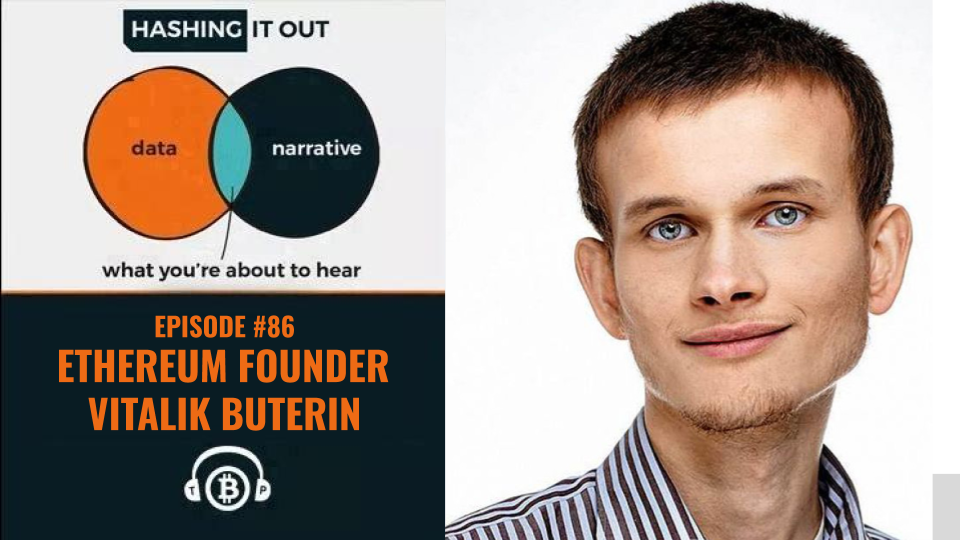 HASHING IT OUT
data
narrative
what you're about to hear
EPISODE #86
ETHEREUM FOUNDER
VITALIK BUTERIN
T P